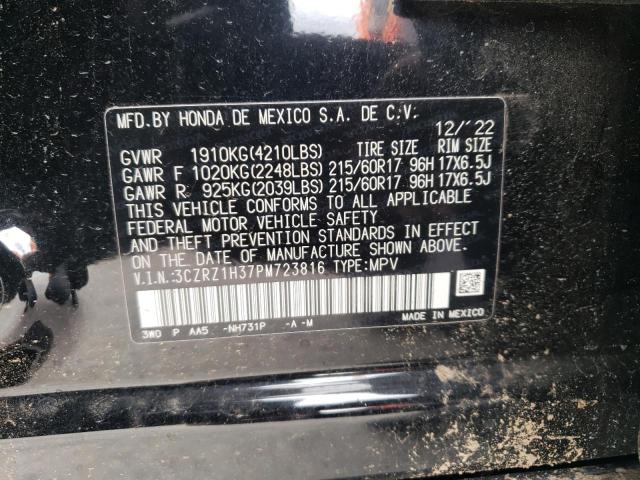 MFD.BY HONDA DE MEXICO S.A. DE C.V. 12/'22
GVWR 1910KG(4210LBS) TIRE SIZE RIM SIZE
GAWR F 1020KG(2248LBS) 215/60R17 96H 17X6.5J
GAWR R 925KG(2039LBS) 215/60R17 96H 17X6.5J
THIS VEHICLE CONFORMS TO ALL APPLICABLE
FEDERAL MOTOR VEHICLE SAFETY
AND THEFT PREVENTION STANDARDS IN EFFECT
ON THE DATE OF MANUFACTURE SHOWN ABOVE.
V.I.N.:3CZRZ1H37PM723816 TYPE:MPV
3W0 P AA5 -NH731P -A-M MADE IN MEXICO